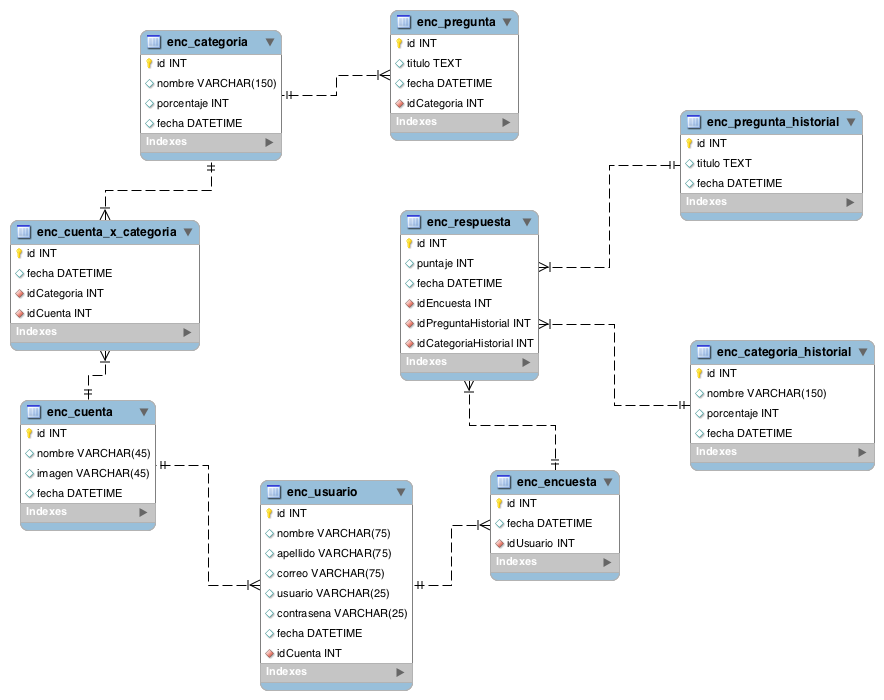 enc_categoria
id INT
nombre VARCHAR(150)
porcentaje INT
fecha DATETIME
Indexes
enc_pregunta
id INT
titulo TEXT
fecha DATETIME
idCategoria INT
Indexes
enc_pregunta_historial
id INT
titulo TEXT
fecha DATETIME
Indexes
enc_cuenta_x_categoria
id INT
fecha DATETIME
idCategoria INT
idCuenta INT
Indexes
enc_respuesta
id INT
puntaje INT
fecha DATETIME
idEncuesta INT
idPreguntaHistorial INT
idCategoriaHistorial INT
Indexes
enc_categoria_historial
id INT
nombre VARCHAR(150)
porcentaje INT
fecha DATETIME
Indexes
enc_cuenta
id INT
nombre VARCHAR(45)
imagen VARCHAR(45)
fecha DATETIME
Indexes
enc_usuario
id INT
nombre VARCHAR(75)
apellido VARCHAR(75)
correo VARCHAR(75)
usuario VARCHAR(25)
contrasena VARCHAR(25)
fecha DATETIME
idCuenta INT
Indexes
enc_encuesta
id INT
fecha DATETIME
idUsuario INT
Indexes